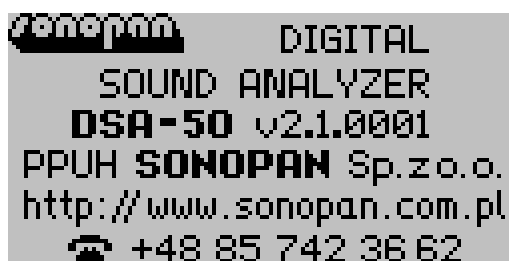 sonopan DIGITAL
SOUND ANALYZER
DSA-50 v2.1.0001
PPUH SONOPAN Sp.zo.o.
http://www.sonopan.com.pl
☎ +48 85 742 36 62